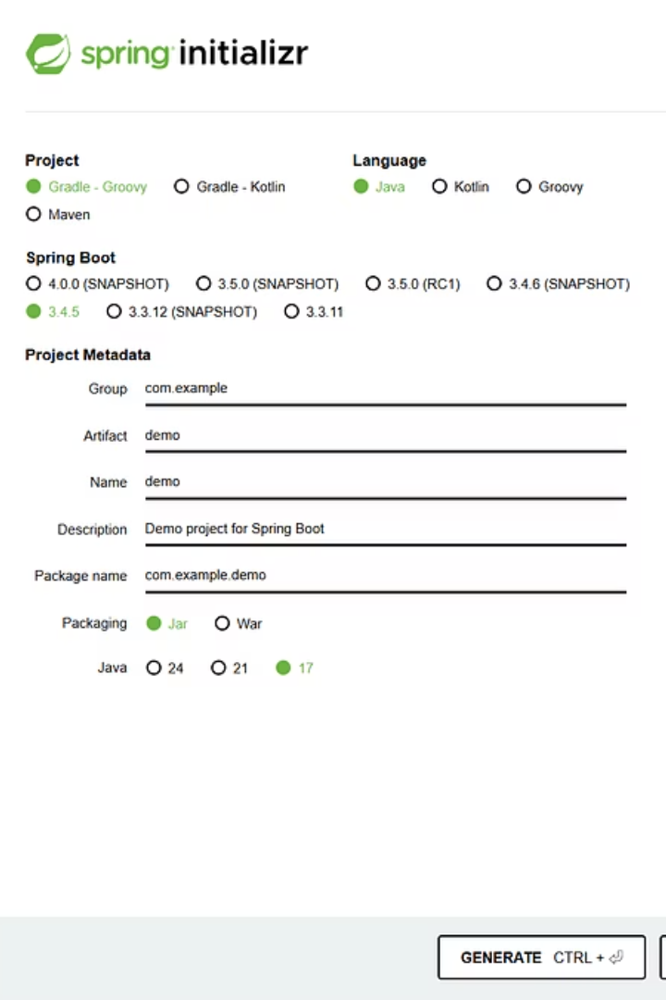 spring initializr
Project
Language
Gradle - Groovy Gradle - Kotlin
Java Kotlin Groovy
Maven
Spring Boot
4.0.0 (SNAPSHOT) 3.5.0 (SNAPSHOT) 3.5.0 (RC1) 3.4.6 (SNAPSHOT)
3.4.5 3.3.12 (SNAPSHOT) 3.3.11
Project Metadata
Group com.example
Artifact demo
Name demo
Description Demo project for Spring Boot
Package name com.example.demo
Packaging Jar War
Java 24 21 17
GENERATE CTRL + ⏎